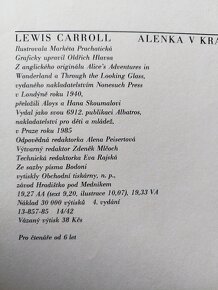 LEWIS CARROLL ALENKA V KRÁ
Ilustrovala Markéta Prachatická
Graficky upravil Oldřich Hlavsa
Z anglického originálu Alice's Adventures in
Wonderland a Through the Looking Glass,
vydaného nakladatelstvím Nonesuch Press
v Londýně roku 1940,
přeložili Aloys a Hana Skoumalovi
Vydal jako svou 6912. publikaci Albatros,
nakladatelství pro děti a mládež,
v Praze roku 1985
Odpovědná redaktorka Alena Peisertová
Výtvarný redaktor Zdeněk Mlčoch
Technická redaktorka Eva Rajská
Ze sazby písma Bodoni
vytiskly Obchodní tiskárny, n. p.,
závod Hradištko pod Medníkem
19,27 AA (text 9,20, ilustrace 10,07), 19,33 VA
Náklad 30 000 výtisků 4. vydání
13-857-85 14/42
Vázaný výtisk 38 Kčs
Pro čtenáře od 6 let